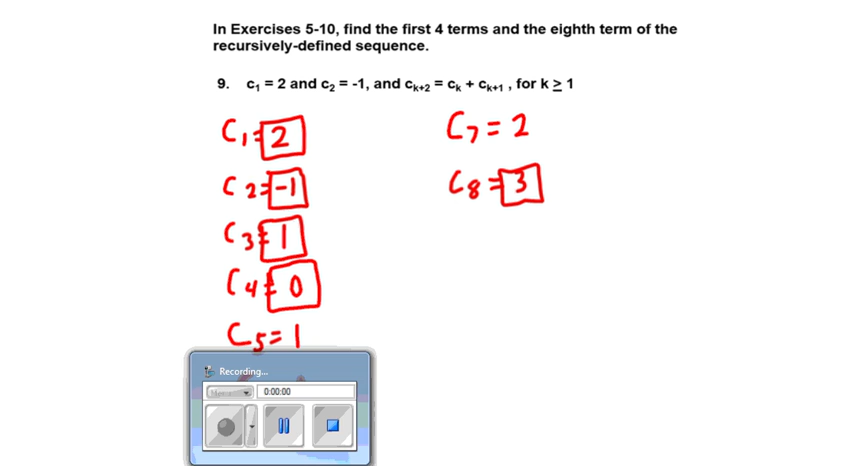 In Exercises 5-10, find the first 4 terms and the eighth term of the
recursively-defined sequence.
9. c₁ = 2 and c₂ = -1, and cₖ₊₂ = cₖ + cₖ₊₁ , for k ≥ 1
C₁ = 2
C₂ = -1
C₃ = 1
C₄ = 0
C₅ = 1
C₇ = 2
C₈ = 3
Recording...
0:00:00